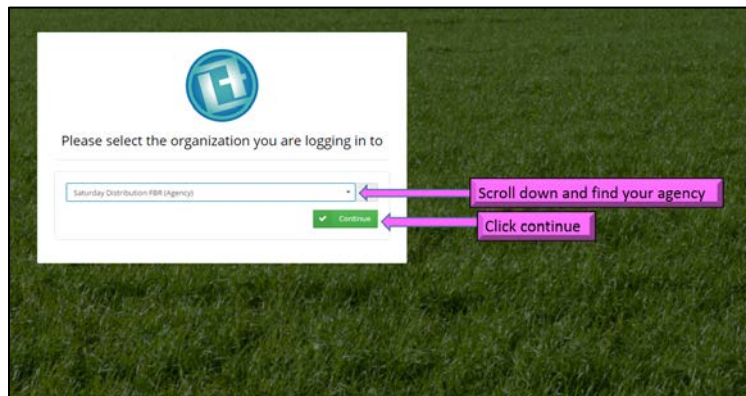 Please select the organization you are logging in to
Saturday Distribution FBR (Agency)
Scroll down and find your agency
Continue
Click continue